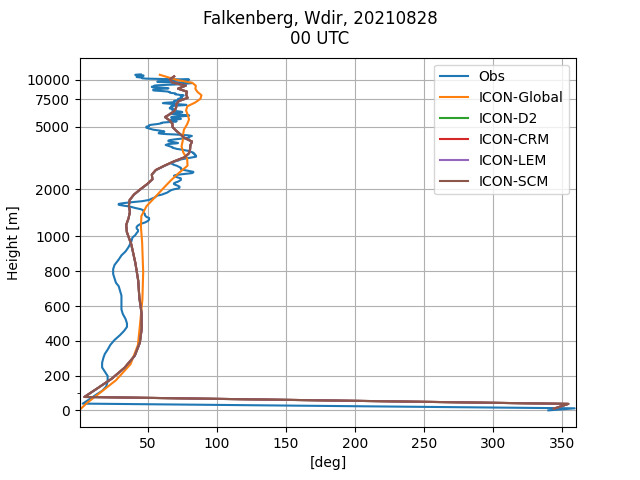 Falkenberg, Wdir, 20210828
00 UTC
Height [m]
10000
7500
5000
2000
1000
800
600
400
200
0
Obs
ICON-Global
ICON-D2
ICON-CRM
ICON-LEM
ICON-SCM
50
100
150
200
250
300
350
[deg]